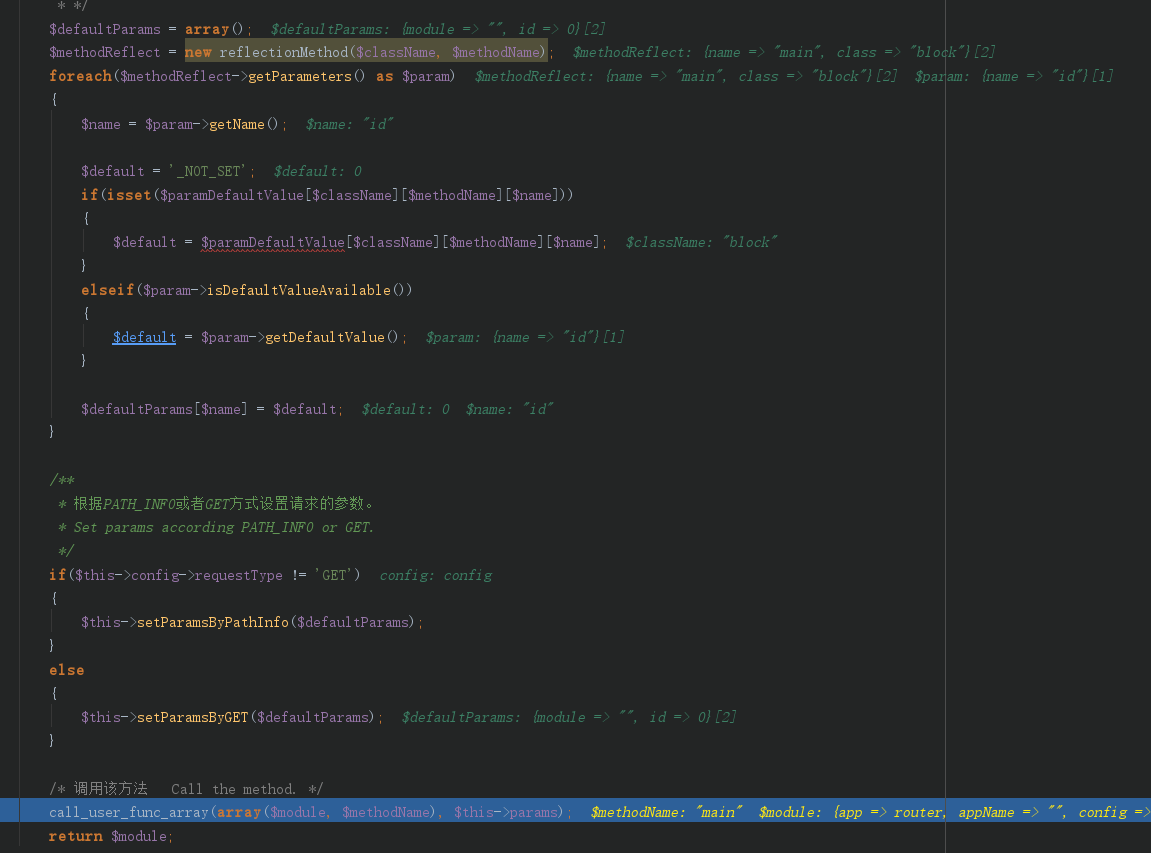 * */
$defaultParams = array();  $defaultParams: {module => "", id => 0}[2]
$methodReflect = new reflectionMethod($className, $methodName);  $methodReflect: {name => "main", class => "block"}[2]
foreach($methodReflect->getParameters() as $param)  $methodReflect: {name => "main", class => "block"}[2]  $param: {name => "id"}[1]
{
$name = $param->getName();  $name: "id"
$default = '_NOT_SET';  $default: 0
if(isset($paramDefaultValue[$className][$methodName][$name]))
{
$default = $paramDefaultValue[$className][$methodName][$name];  $className: "block"
}
elseif($param->isDefaultValueAvailable())
{
$default = $param->getDefaultValue();  $param: {name => "id"}[1]
}
$defaultParams[$name] = $default;  $default: 0  $name: "id"
}
/**
* 根据PATH_INFO或者GET方式设置请求的参数。
* Set params according PATH_INFO or GET.
*/
if($this->config->requestType != 'GET')  config: config
{
$this->setParamsByPathInfo($defaultParams);
}
else
{
$this->setParamsByGET($defaultParams);  $defaultParams: {module => "", id => 0}[2]
}
/* 调用该方法   Call the method. */
call_user_func_array(array($module, $methodName), $this->params);  $methodName: "main"  $module: {app => router, appName => "", config =>
return $module;